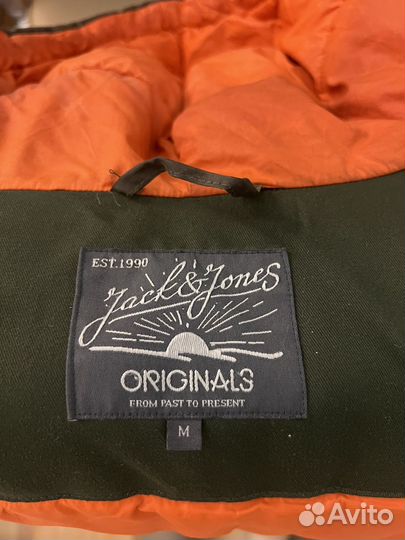 EST.1990
Jack & Jones
ORIGINALS
FROM PAST TO PRESENT
M
Avito